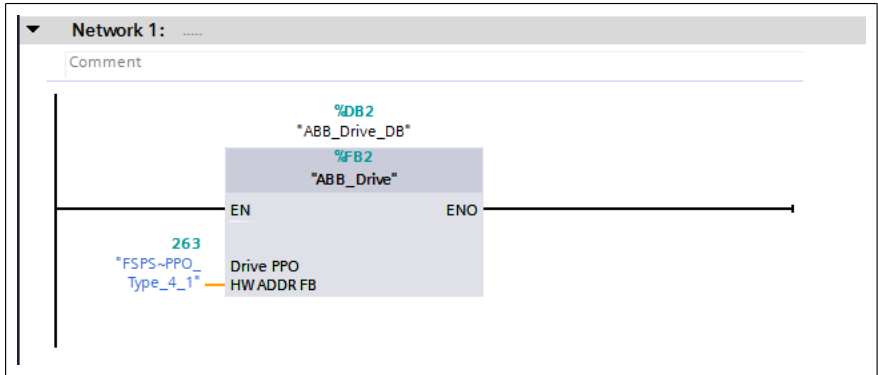 Network 1: .....
Comment
%DB2
"ABB_Drive_DB"
%FB2
"ABB_Drive"
EN ENO
263
"FSPS~PPO_
Type_4_1"
Drive PPO
HW ADDR FB